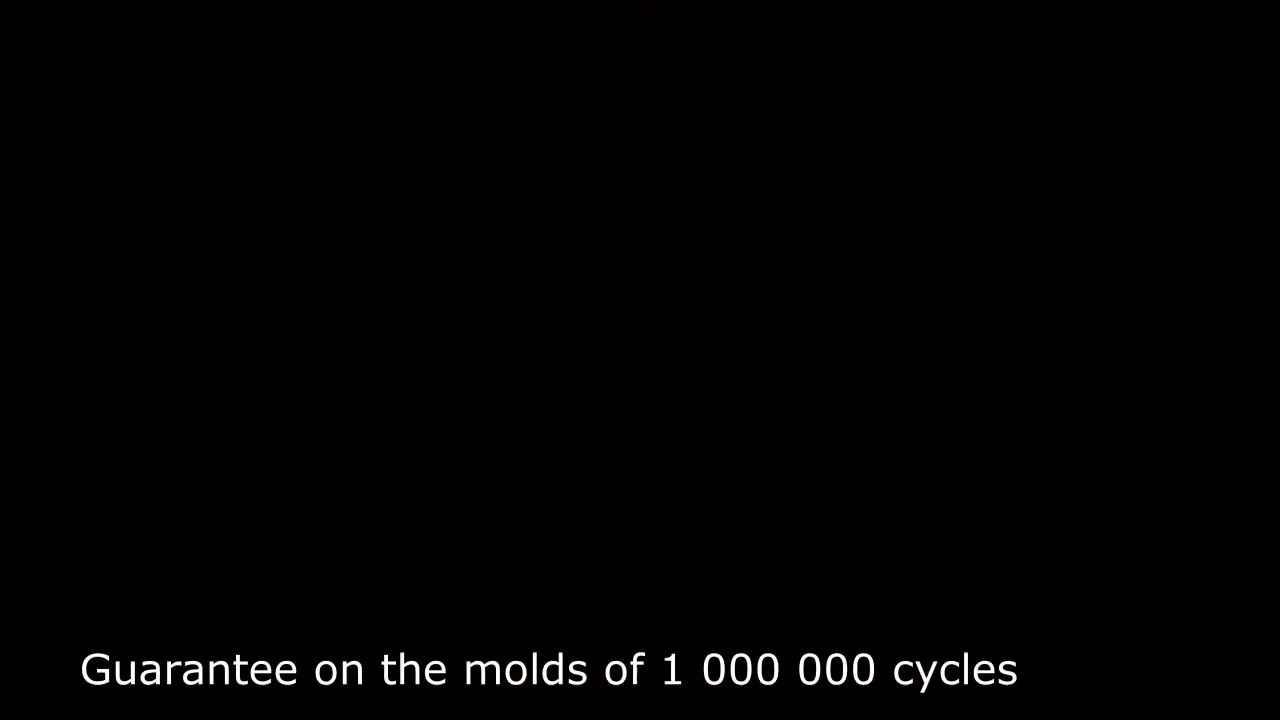 Guarantee on the molds of 1 000 000 cycles